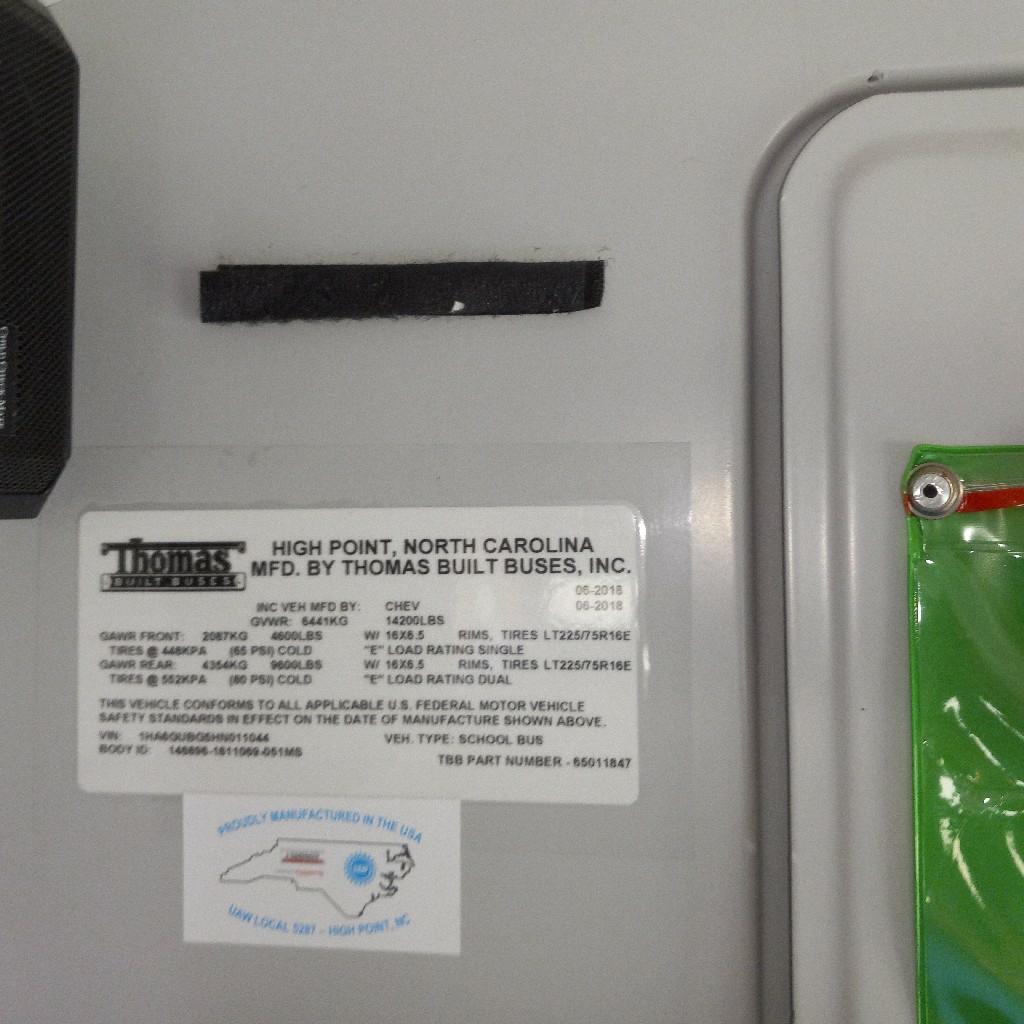 Thomas
BUILT BUSES
HIGH POINT, NORTH CAROLINA
MFD. BY THOMAS BUILT BUSES, INC.
06-2018
INC VEH MFD BY: CHEV 06-2018
GVWR: 6441KG 14200LBS
GAWR FRONT: 2087KG 4600LBS W/ 16X6.5 RIMS, TIRES LT225/75R16E
TIRES @ 448KPA (65 PSI) COLD "E" LOAD RATING SINGLE
GAWR REAR: 4354KG 9600LBS W/ 16X6.5 RIMS, TIRES LT225/75R16E
TIRES @ 552KPA (80 PSI) COLD "E" LOAD RATING DUAL
THIS VEHICLE CONFORMS TO ALL APPLICABLE U.S. FEDERAL MOTOR VEHICLE
SAFETY STANDARDS IN EFFECT ON THE DATE OF MANUFACTURE SHOWN ABOVE.
VIN: 1HA6GUBG5HN011044 VEH. TYPE: SCHOOL BUS
BODY ID: 146696-1811069-051MS
TBB PART NUMBER - 65011847
PROUDLY MANUFACTURED IN THE USA
UAW LOCAL 5287 - HIGH POINT, NC